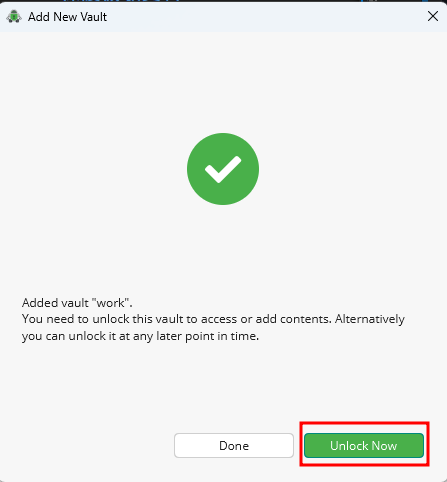 Add New Vault
Added vault "work".
You need to unlock this vault to access or add contents. Alternatively
you can unlock it at any later point in time.
Done
Unlock Now